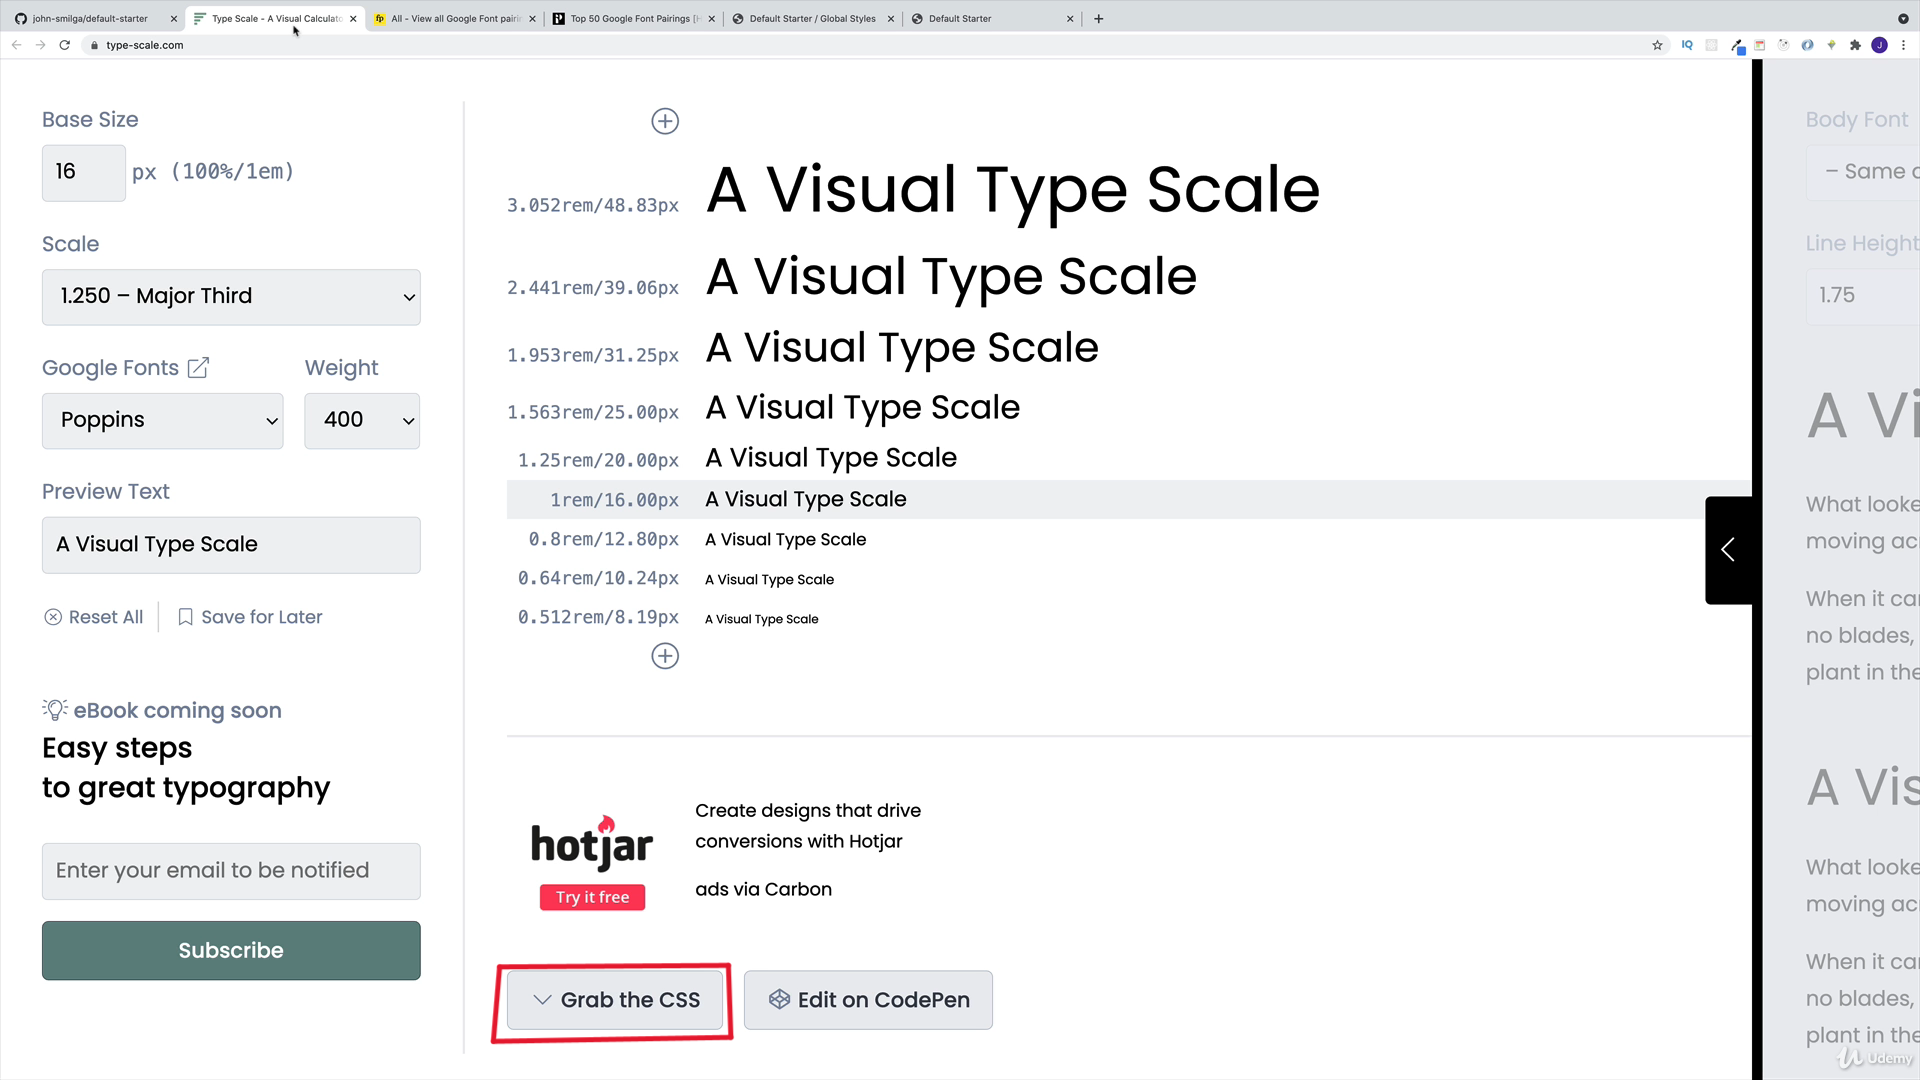 john-smilga/default-starter
Type Scale - A Visual Calculato
fp All - View all Google Font pairin
Top 50 Google Font Pairings [H
Default Starter / Global Styles
Default Starter
type-scale.com
IQ
J
Base Size
16 px (100%/1em)
Scale
1.250 – Major Third
Google Fonts Weight
Poppins 400
Preview Text
A Visual Type Scale
Reset All Save for Later
eBook coming soon
Easy steps
to great typography
Enter your email to be notified
Subscribe
3.052rem/48.83px A Visual Type Scale
2.441rem/39.06px A Visual Type Scale
1.953rem/31.25px A Visual Type Scale
1.563rem/25.00px A Visual Type Scale
1.25rem/20.00px A Visual Type Scale
1rem/16.00px A Visual Type Scale
0.8rem/12.80px A Visual Type Scale
0.64rem/10.24px A Visual Type Scale
0.512rem/8.19px A Visual Type Scale
hotjar
Try it free
Create designs that drive
conversions with Hotjar
ads via Carbon
Grab the CSS
Edit on CodePen
Body Font
– Same o
Line Height
1.75
A Vi
What looke
moving acr
When it car
no blades,
plant in the
A Vis
What looke
moving acr
When it car
no blades,
plant in the
Udemy